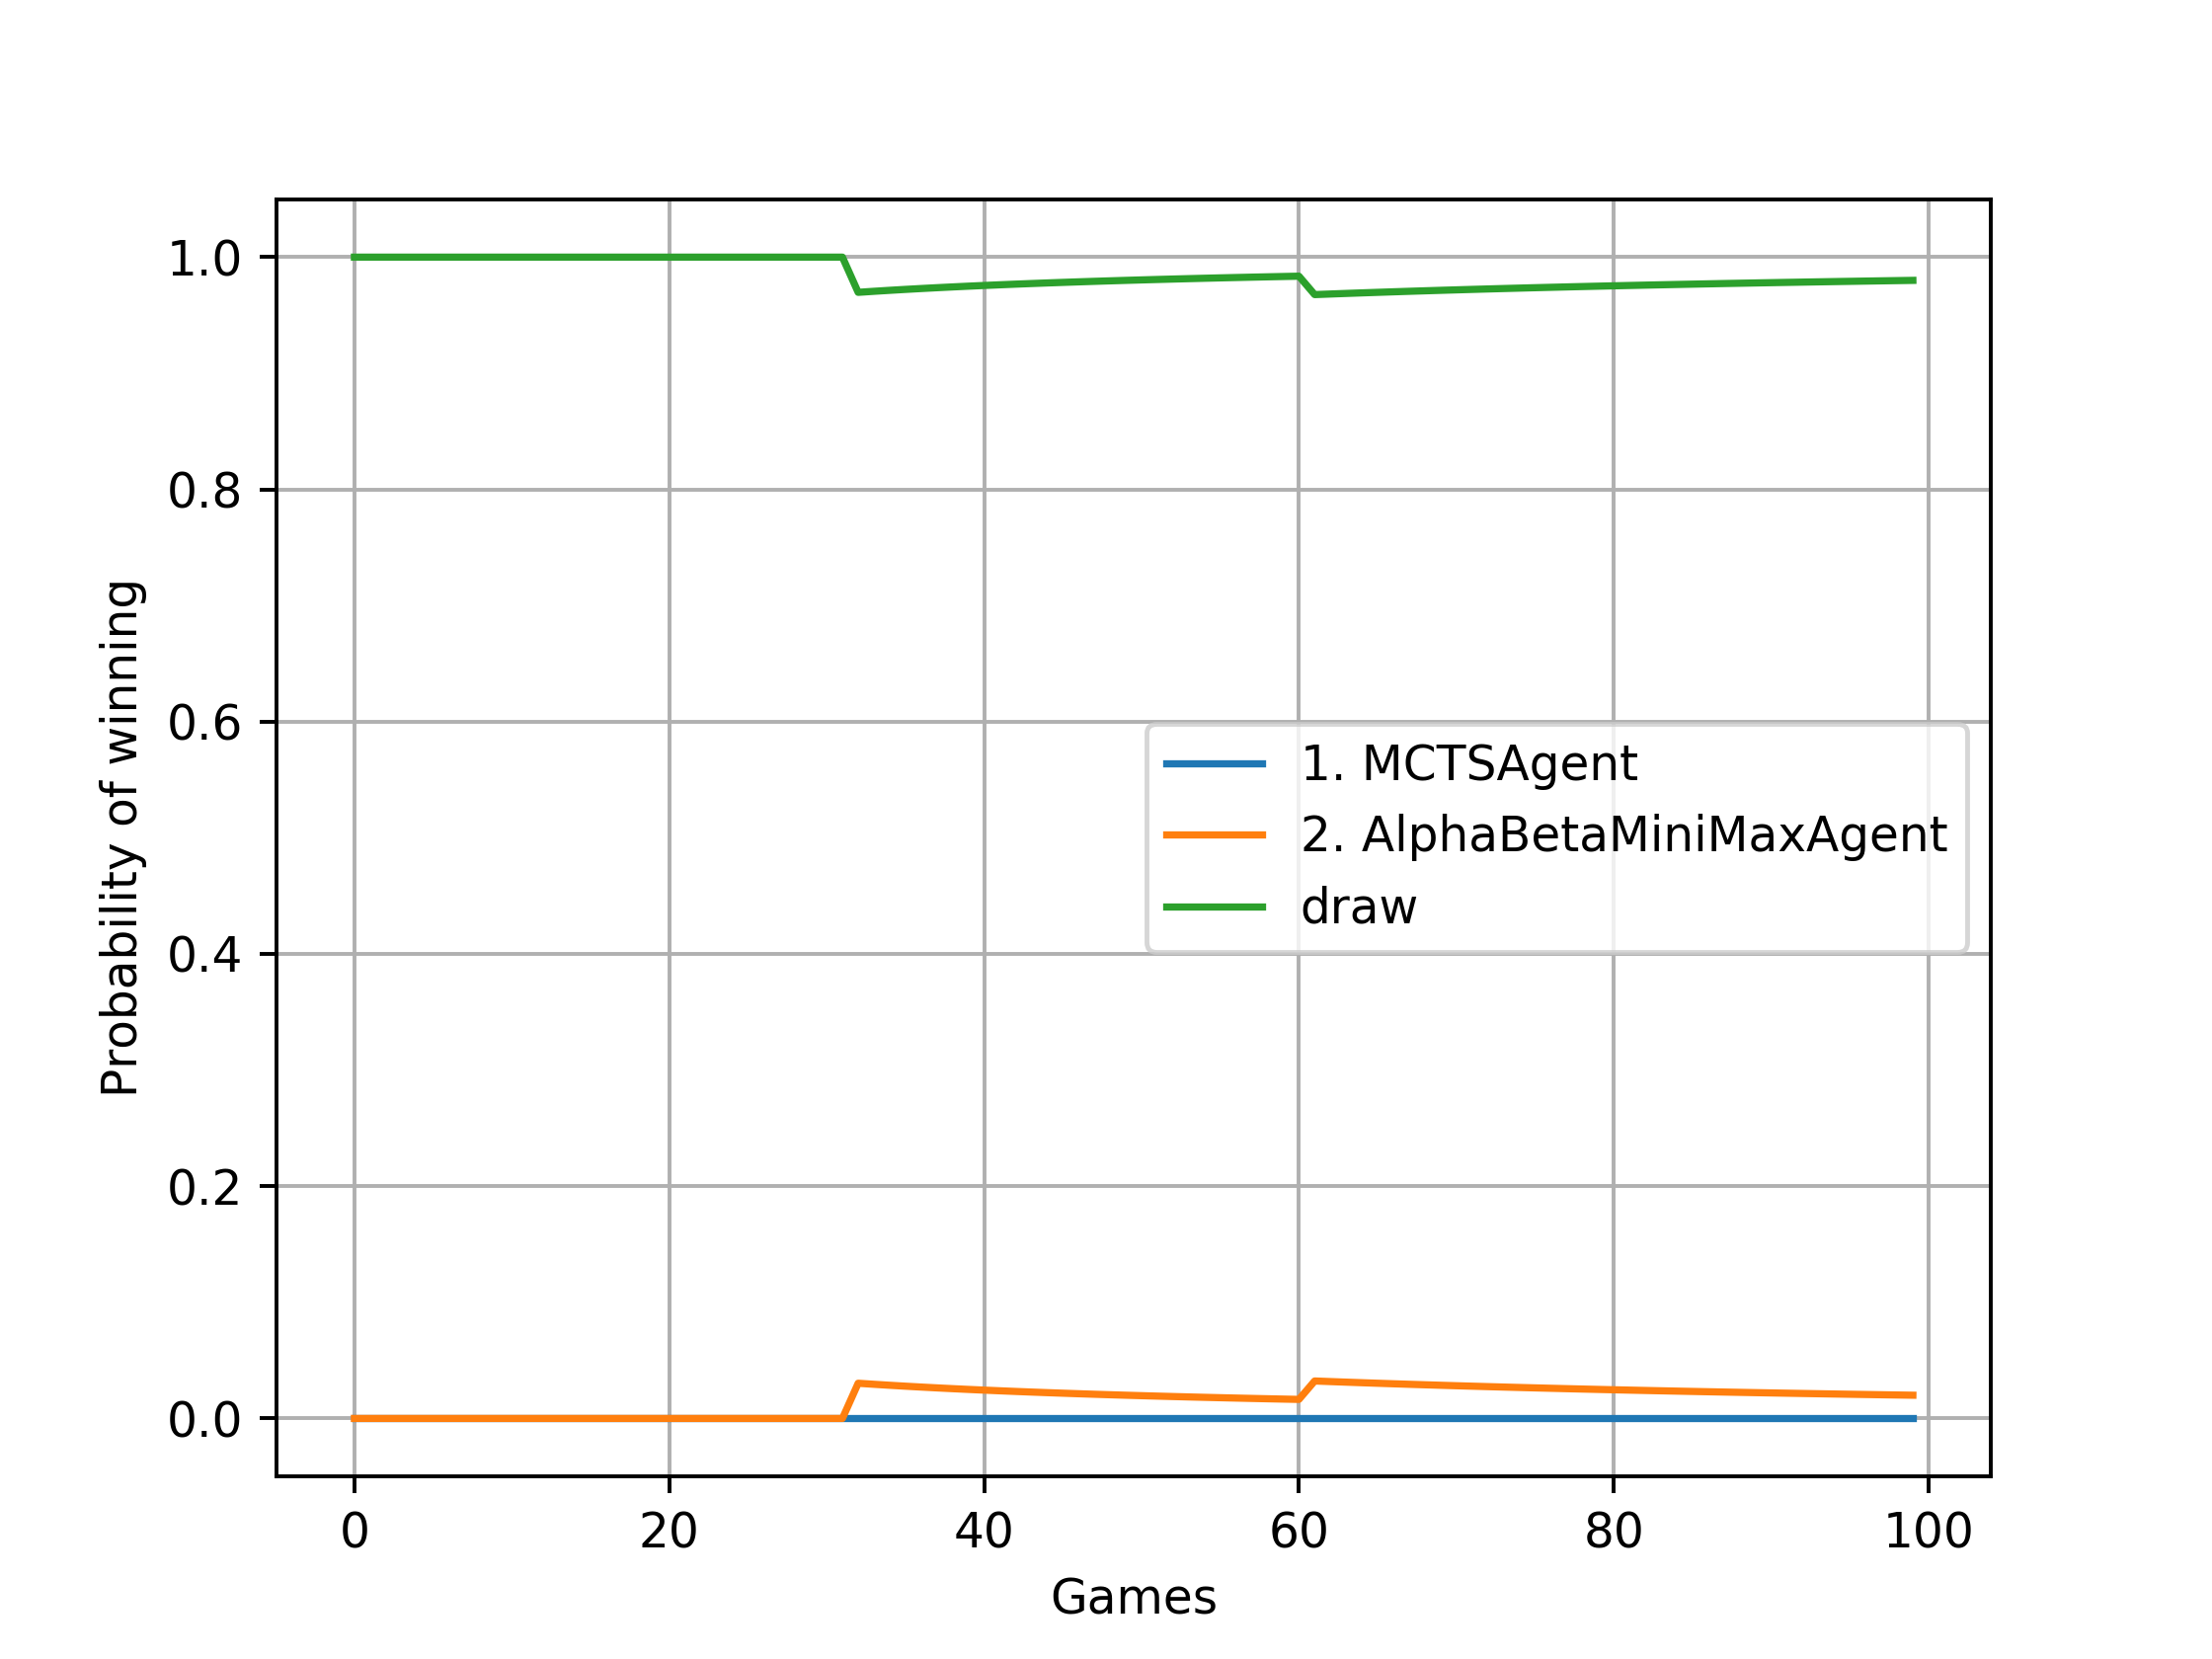 1.0
0.8
0.6
0.4
0.2
0.0
Probability of winning
1. MCTSAgent
2. AlphaBetaMiniMaxAgent
draw
0 20 40 60 80 100
Games